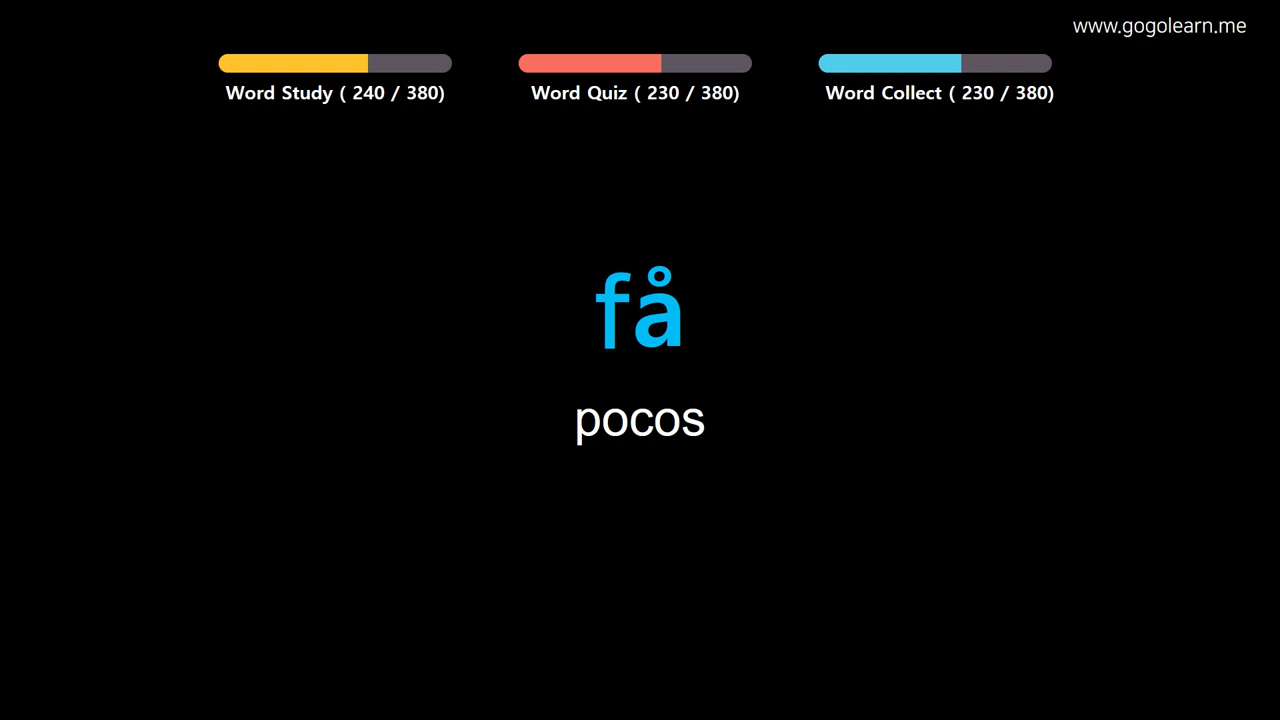 www.gogolearn.me
Word Study ( 240 / 380)
Word Quiz ( 230 / 380)
Word Collect ( 230 / 380)
få
pocos